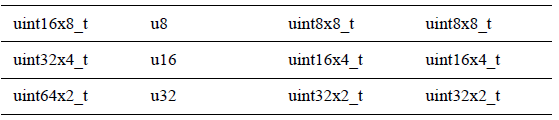 uint16x8_t u8 uint8x8_t uint8x8_t
uint32x4_t u16 uint16x4_t uint16x4_t
uint64x2_t u32 uint32x2_t uint32x2_t